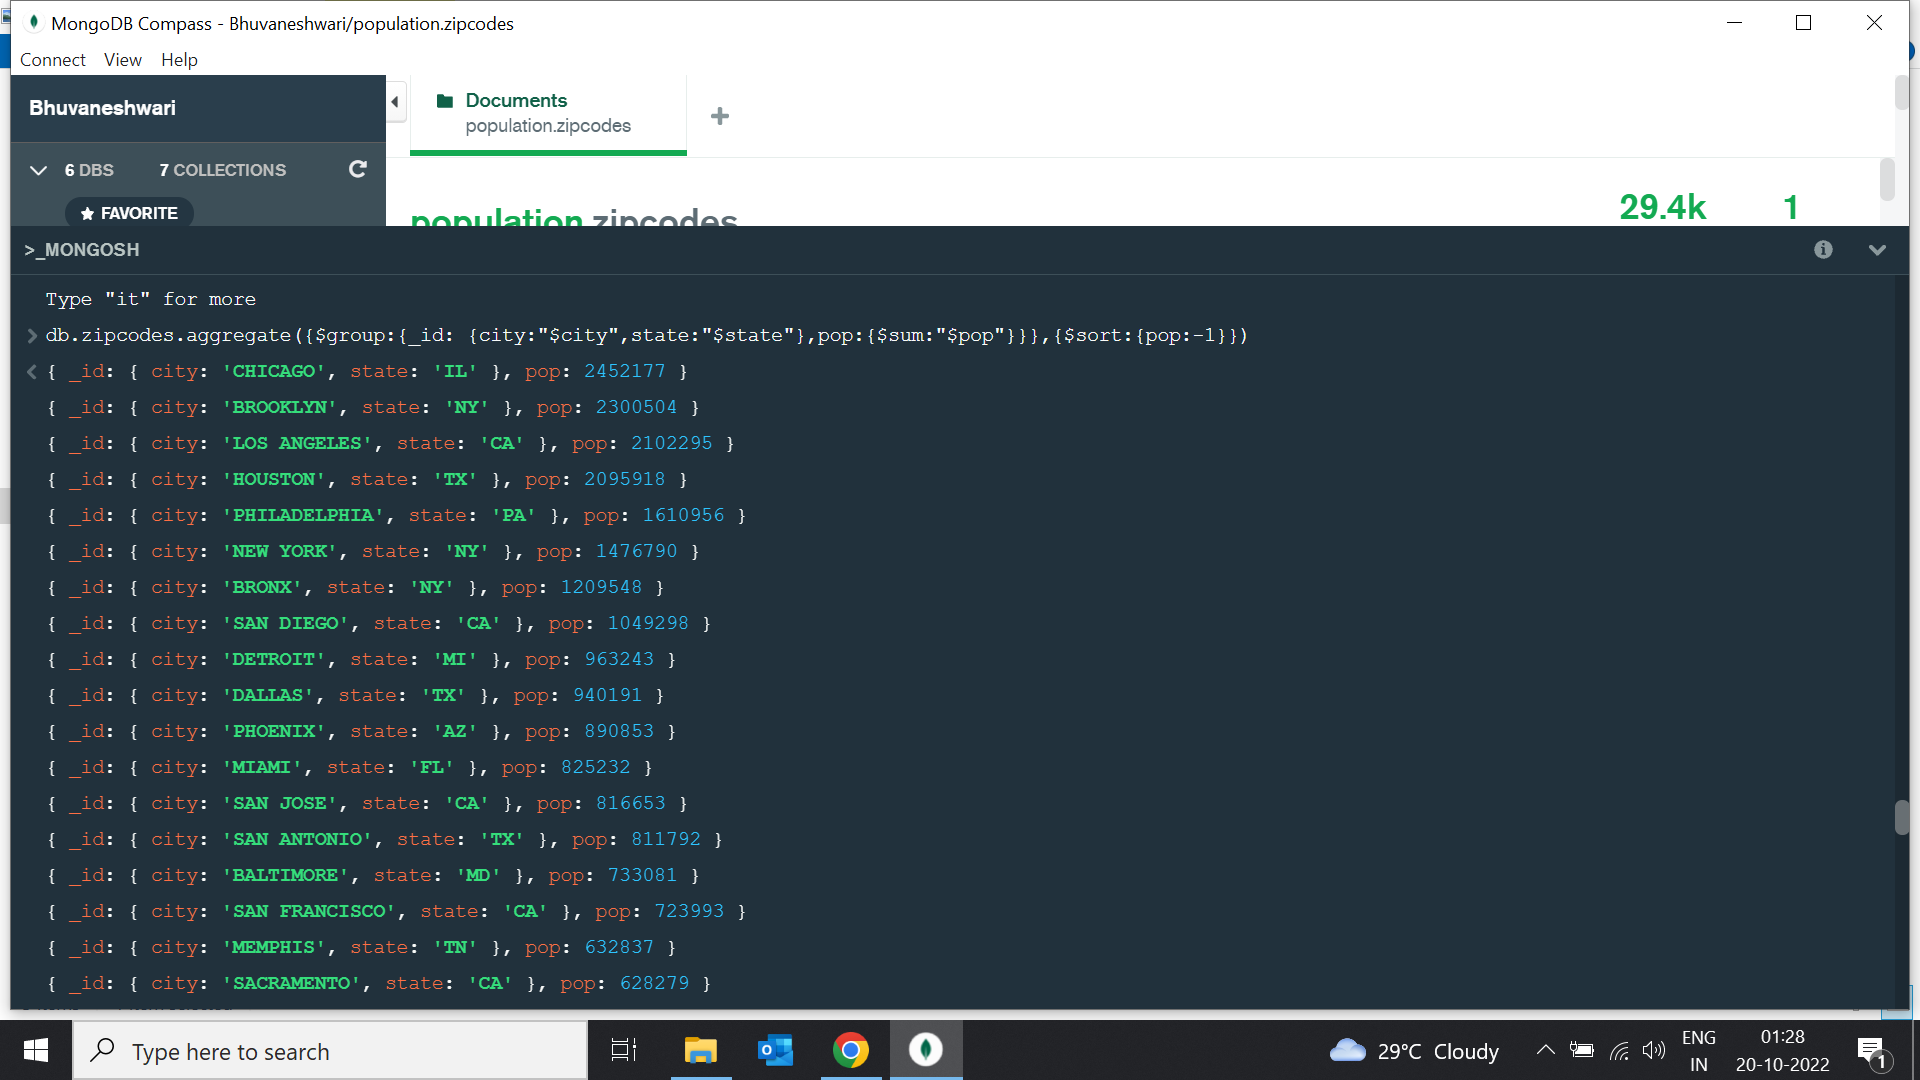 MongoDB Compass - Bhuvaneshwari/population.zipcodes
Connect View Help
Bhuvaneshwari
Documents
population.zipcodes
6 DBS 7 COLLECTIONS
FAVORITE
population.zipcodes
29.4k 1
>_MONGOSH
Type "it" for more
db.zipcodes.aggregate({$group:{_id: {city:"$city",state:"$state"},pop:{$sum:"$pop"}}},{$sort:{pop:-1}})
{ _id: { city: 'CHICAGO', state: 'IL' }, pop: 2452177 }
{ _id: { city: 'BROOKLYN', state: 'NY' }, pop: 2300504 }
{ _id: { city: 'LOS ANGELES', state: 'CA' }, pop: 2102295 }
{ _id: { city: 'HOUSTON', state: 'TX' }, pop: 2095918 }
{ _id: { city: 'PHILADELPHIA', state: 'PA' }, pop: 1610956 }
{ _id: { city: 'NEW YORK', state: 'NY' }, pop: 1476790 }
{ _id: { city: 'BRONX', state: 'NY' }, pop: 1209548 }
{ _id: { city: 'SAN DIEGO', state: 'CA' }, pop: 1049298 }
{ _id: { city: 'DETROIT', state: 'MI' }, pop: 963243 }
{ _id: { city: 'DALLAS', state: 'TX' }, pop: 940191 }
{ _id: { city: 'PHOENIX', state: 'AZ' }, pop: 890853 }
{ _id: { city: 'MIAMI', state: 'FL' }, pop: 825232 }
{ _id: { city: 'SAN JOSE', state: 'CA' }, pop: 816653 }
{ _id: { city: 'SAN ANTONIO', state: 'TX' }, pop: 811792 }
{ _id: { city: 'BALTIMORE', state: 'MD' }, pop: 733081 }
{ _id: { city: 'SAN FRANCISCO', state: 'CA' }, pop: 723993 }
{ _id: { city: 'MEMPHIS', state: 'TN' }, pop: 632837 }
{ _id: { city: 'SACRAMENTO', state: 'CA' }, pop: 628279 }
Type here to search
29°C Cloudy
ENG
IN
01:28
20-10-2022
1